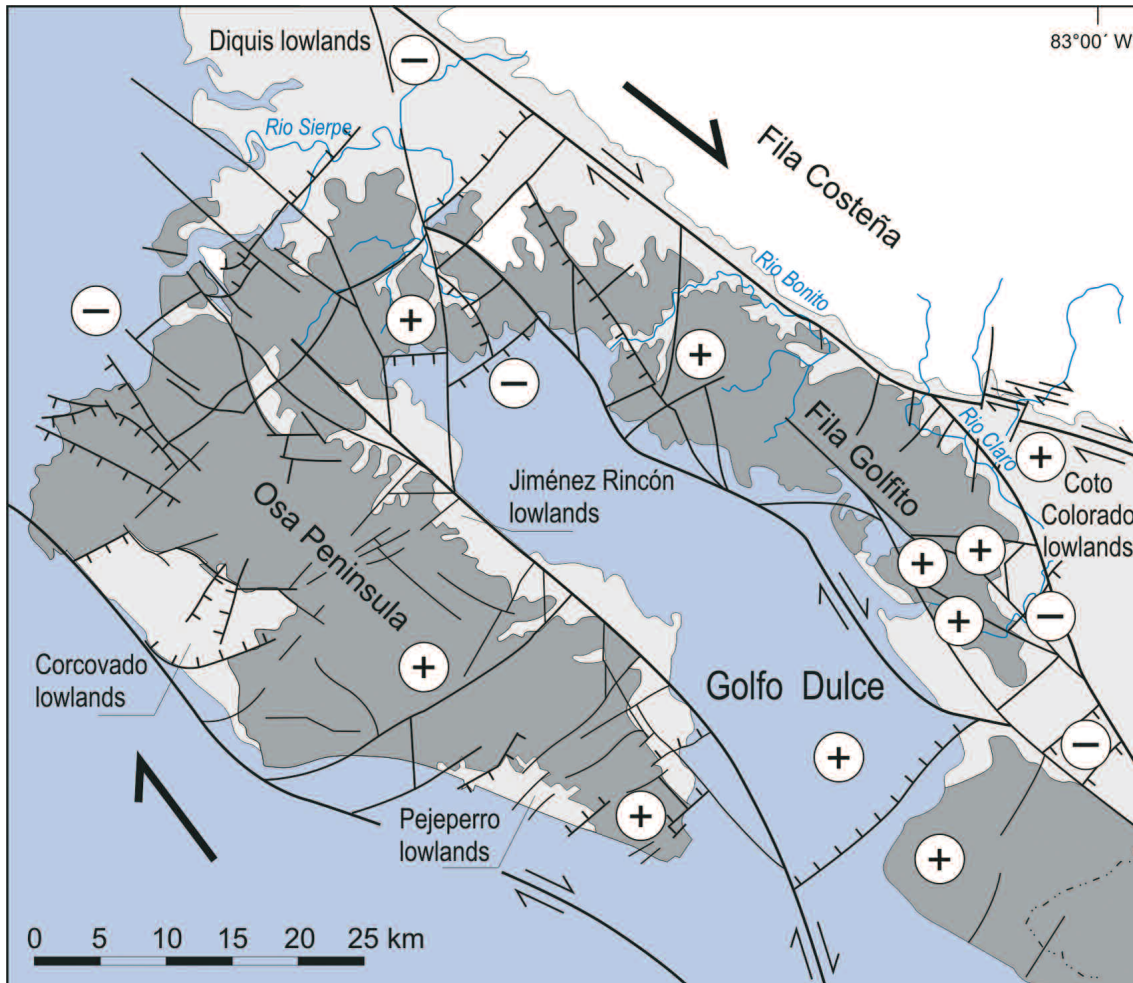 Diquis lowlands
83°00´ W
Rio Sierpe
Fila Costeña
Rio Bonito
Fila Golfito
Rio Claro
Coto
Colorado
lowlands
Jiménez Rincón
lowlands
Osa Peninsula
Corcovado
lowlands
Golfo Dulce
Pejeperro
lowlands
0 5 10 15 20 25 km